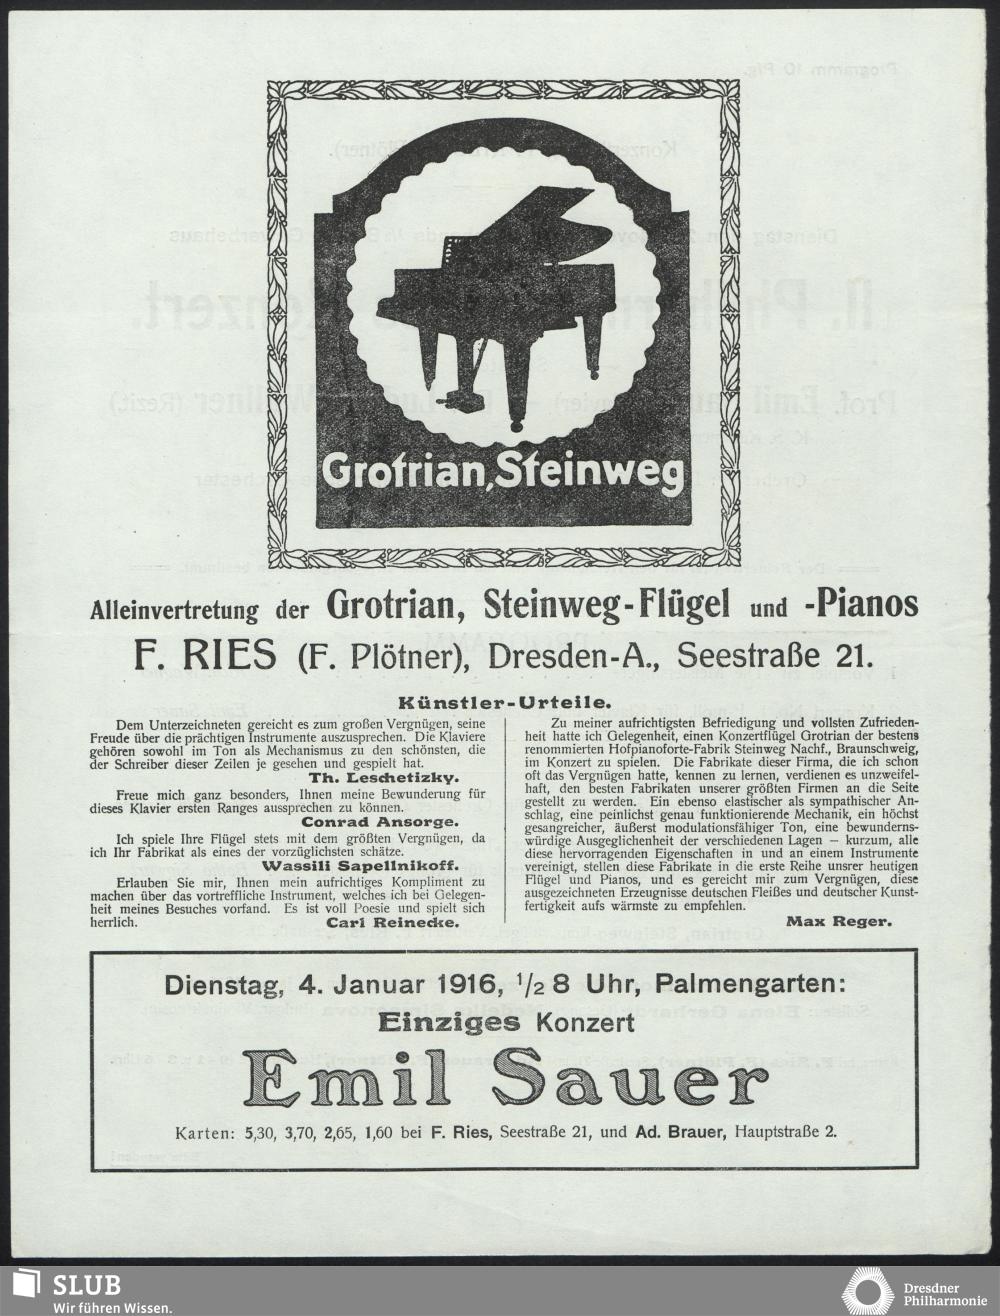 Grotrian, Steinweg
Alleinvertretung der Grotrian, Steinweg-Flügel und -Pianos
F. RIES (F. Plötner), Dresden-A., Seestraße 21.
Künstler-Urteile.
Dem Unterzeichneten gereicht es zum großen Vergnügen, seine
Freude über die prächtigen Instrumente auszusprechen. Die Klaviere
gehören sowohl im Ton als Mechanismus zu den schönsten, die
der Schreiber dieser Zeilen je gesehen und gespielt hat.
Th. Leschetizky.
Freue mich ganz besonders, Ihnen meine Bewunderung für
dieses Klavier ersten Ranges aussprechen zu können.
Conrad Ansorge.
Ich spiele Ihre Flügel stets mit dem größten Vergnügen, da
ich Ihr Fabrikat als eines der vorzüglichsten schätze.
Wassili Sapellnikoff.
Erlauben Sie mir, Ihnen mein aufrichtiges Kompliment zu
machen über das vortreffliche Instrument, welches ich bei Gelegen-
heit meines Besuches vorfand. Es ist voll Poesie und spielt sich
herrlich. Carl Reinecke.
Zu meiner aufrichtigsten Befriedigung und vollsten Zufrieden-
heit hatte ich Gelegenheit, einen Konzertflügel Grotrian der bestens
renommierten Hofpianoforte-Fabrik Steinweg Nachf., Braunschweig,
im Konzert zu spielen. Die Fabrikate dieser Firma, die ich schon
oft das Vergnügen hatte, kennen zu lernen, verdienen es unzweifel-
haft, den besten Fabrikaten unserer größten Firmen an die Seite
gestellt zu werden. Ein ebenso elastischer als sympathischer An-
schlag, eine peinlichst genau funktionierende Mechanik, ein höchst
gesangreicher, äußerst modulationsfähiger Ton, eine bewunderns-
würdige Ausgeglichenheit der verschiedenen Lagen — kurzum, alle
diese hervorragenden Eigenschaften in und an einem Instrumente
vereinigt, stellen diese Fabrikate in die erste Reihe unsrer heutigen
Flügel und Pianos, und es gereicht mir zum Vergnügen, diese
ausgezeichneten Erzeugnisse deutschen Fleißes und deutscher Kunst-
fertigkeit aufs wärmste zu empfehlen.
Max Reger.
Dienstag, 4. Januar 1916, 1/2 8 Uhr, Palmengarten:
Einziges Konzert
Emil Sauer
Karten: 5,30, 3,70, 2,65, 1,60 bei F. Ries, Seestraße 21, und Ad. Brauer, Hauptstraße 2.
SLUB
Wir führen Wissen.
Dresdner
Philharmonie